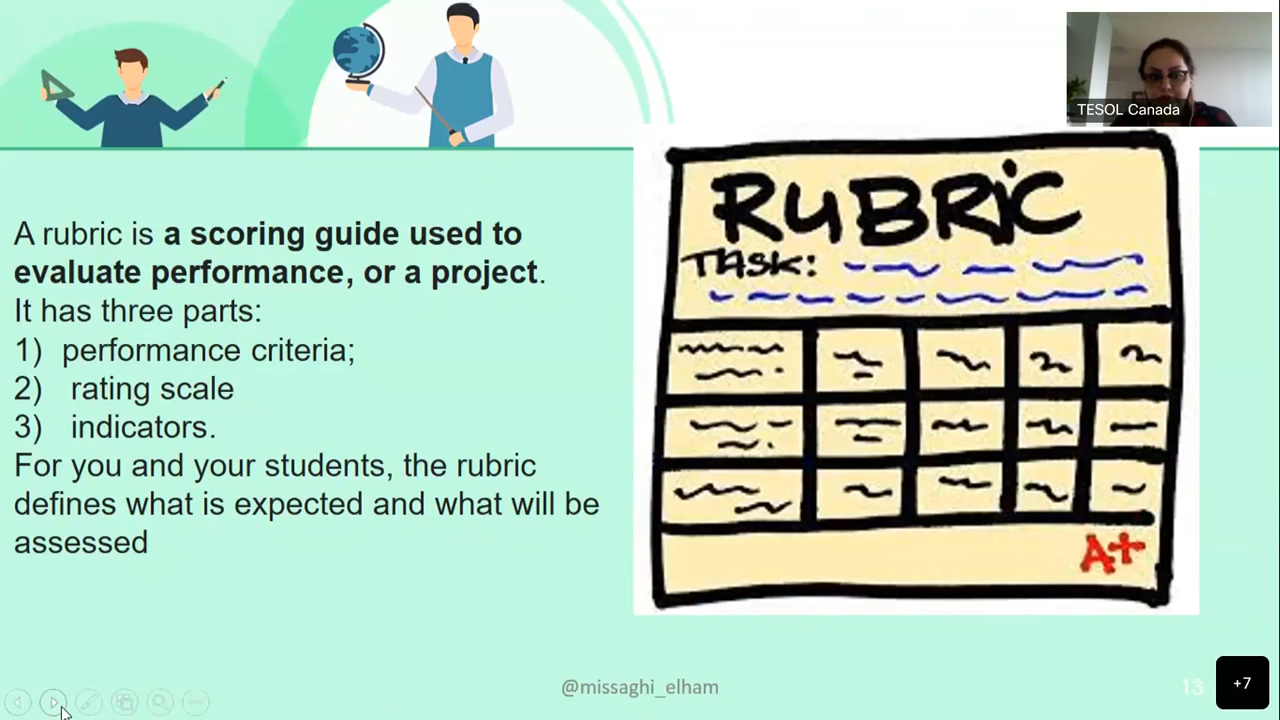 TESOL Canada
A rubric is a scoring guide used to
evaluate performance, or a project.
It has three parts:
1) performance criteria;
2) rating scale
3) indicators.
For you and your students, the rubric
defines what is expected and what will be
assessed
RUBRiC
TASK:
A+
@missaghi_elham
13
+7